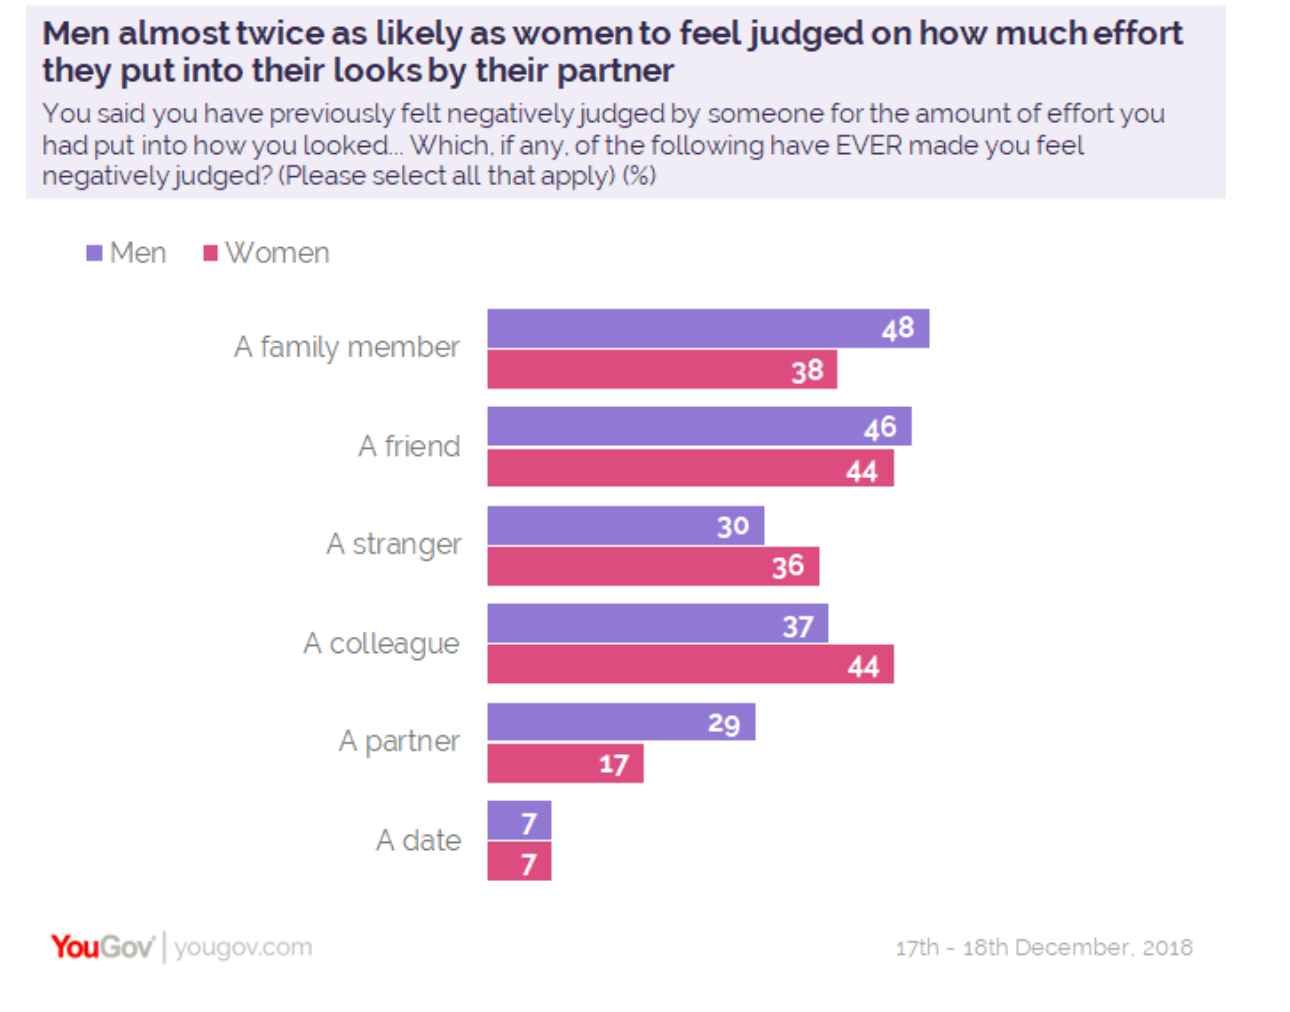 Men almost twice as likely as women to feel judged on how much effort
they put into their looks by their partner
You said you have previously felt negatively judged by someone for the amount of effort you
had put into how you looked... Which, if any, of the following have EVER made you feel
negatively judged? (Please select all that apply) (%)
Men Women
A family member 48
38
A friend 46
44
A stranger 30
36
A colleague 37
44
A partner 29
17
A date 7
7
YouGov | yougov.com 17th - 18th December, 2018